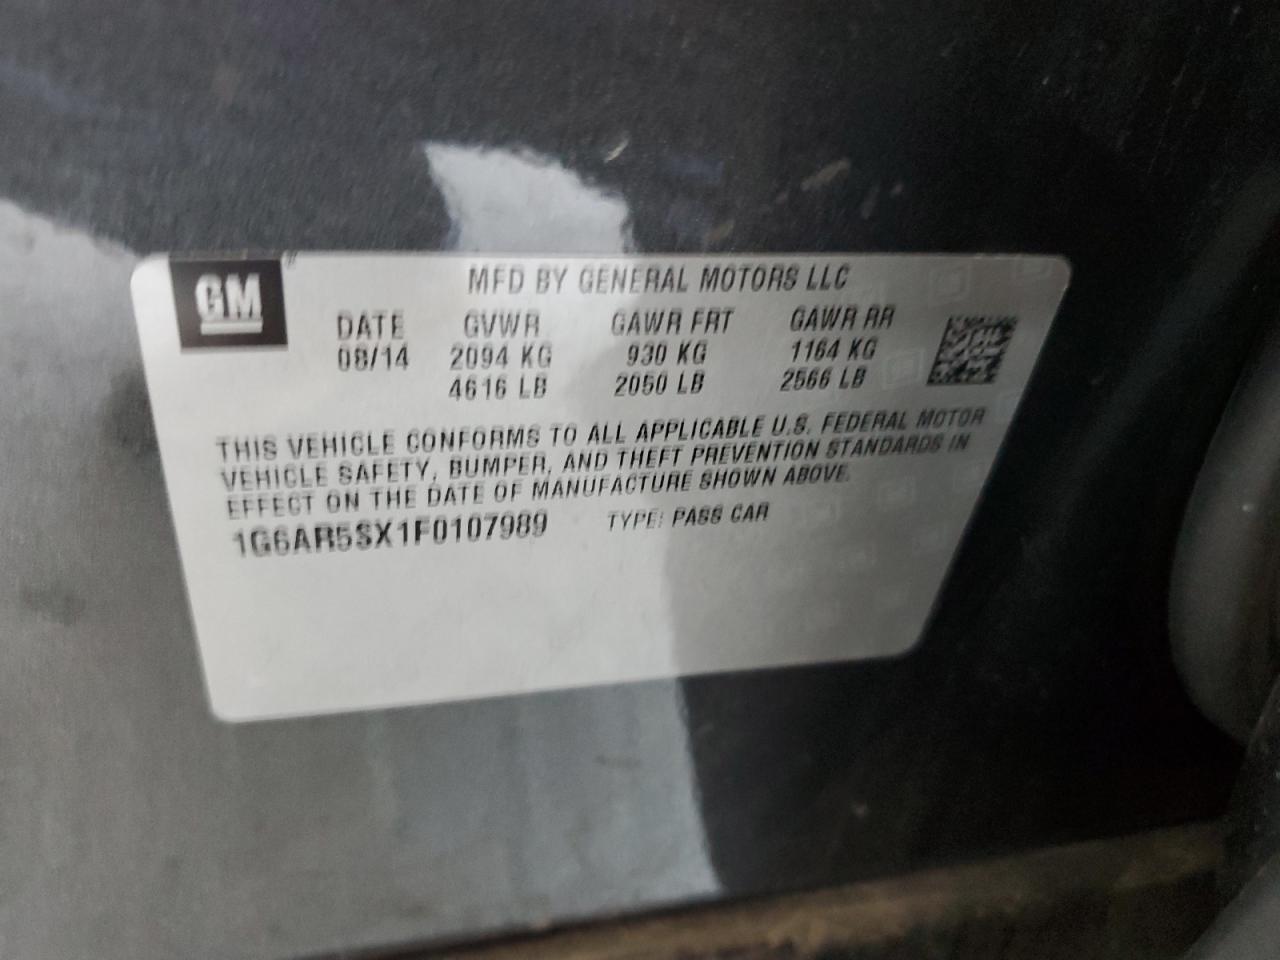 GM
MFD BY GENERAL MOTORS LLC
DATE GVWR GAWR FRT GAWR RR
08/14 2094 KG 930 KG 1164 KG
4616 LB 2050 LB 2566 LB
THIS VEHICLE CONFORMS TO ALL APPLICABLE U.S. FEDERAL MOTOR
VEHICLE SAFETY, BUMPER, AND THEFT PREVENTION STANDARDS IN
EFFECT ON THE DATE OF MANUFACTURE SHOWN ABOVE.
1G6AR5SX1F0107989 TYPE: PASS CAR